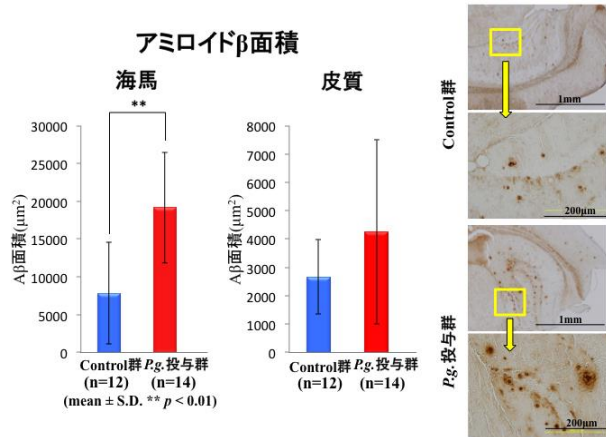 アミロイドβ面積
海馬
**
Aβ面積(μm²)
30000
25000
20000
15000
10000
5000
0
Control群
(n=12)
P.g.投与群
(n=14)
(mean ± S.D. ** p < 0.01)
皮質
Aβ面積(μm²)
8000
7000
6000
5000
4000
3000
2000
1000
0
Control群
(n=12)
P.g.投与群
(n=14)
Control群
1mm
200μm
P.g.投与群
1mm
200μm